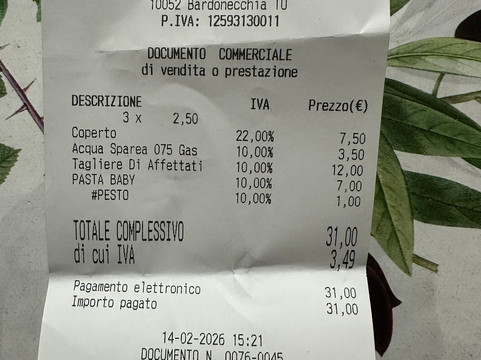 10052 Bardonecchia TO
P.IVA: 12593130011
DOCUMENTO COMMERCIALE
di vendita o prestazione
DESCRIZIONE IVA Prezzo(€)
3 x 2,50
Coperto 22,00% 7,50
Acqua Sparea 075 Gas 10,00% 3,50
Tagliere Di Affettati 10,00% 12,00
PASTA BABY 10,00% 7,00
#PESTO 10,00% 1,00
TOTALE COMPLESSIVO 31,00
di cui IVA 3,49
Pagamento elettronico 31,00
Importo pagato 31,00
14-02-2026 15:21
DOCUMENTO N. 0076-0045